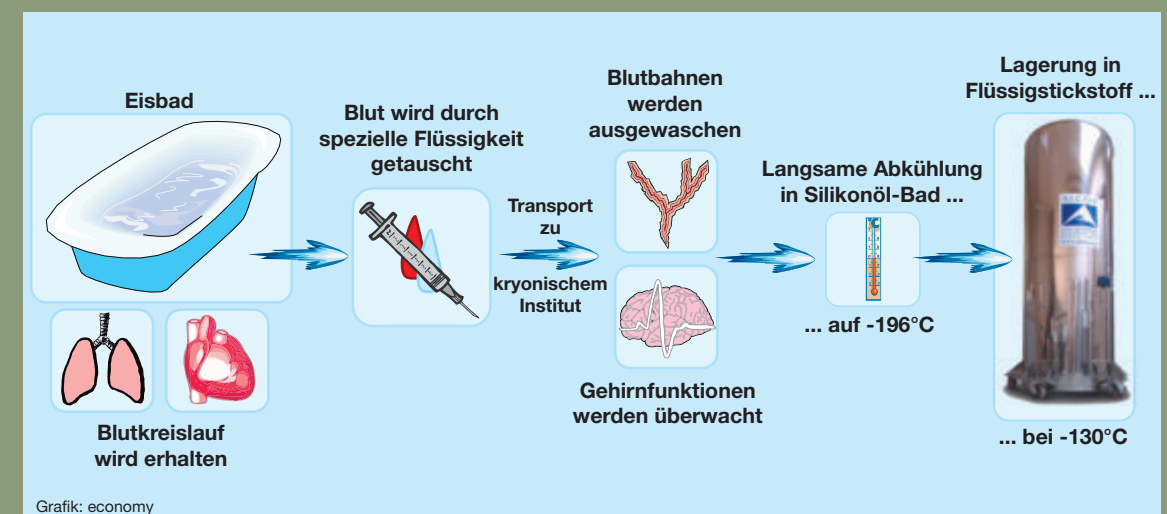 Eisbad
Blutkreislauf
wird erhalten
Blut wird durch
spezielle Flüssigkeit
getauscht
Transport
zu
kryonischem
Institut
Blutbahnen
werden
ausgewaschen
Gehirnfunktionen
werden überwacht
Langsame Abkühlung
in Silikonöl-Bad ...
... auf -196°C
Lagerung in
Flüssigstickstoff ...
... bei -130°C
Grafik: economy